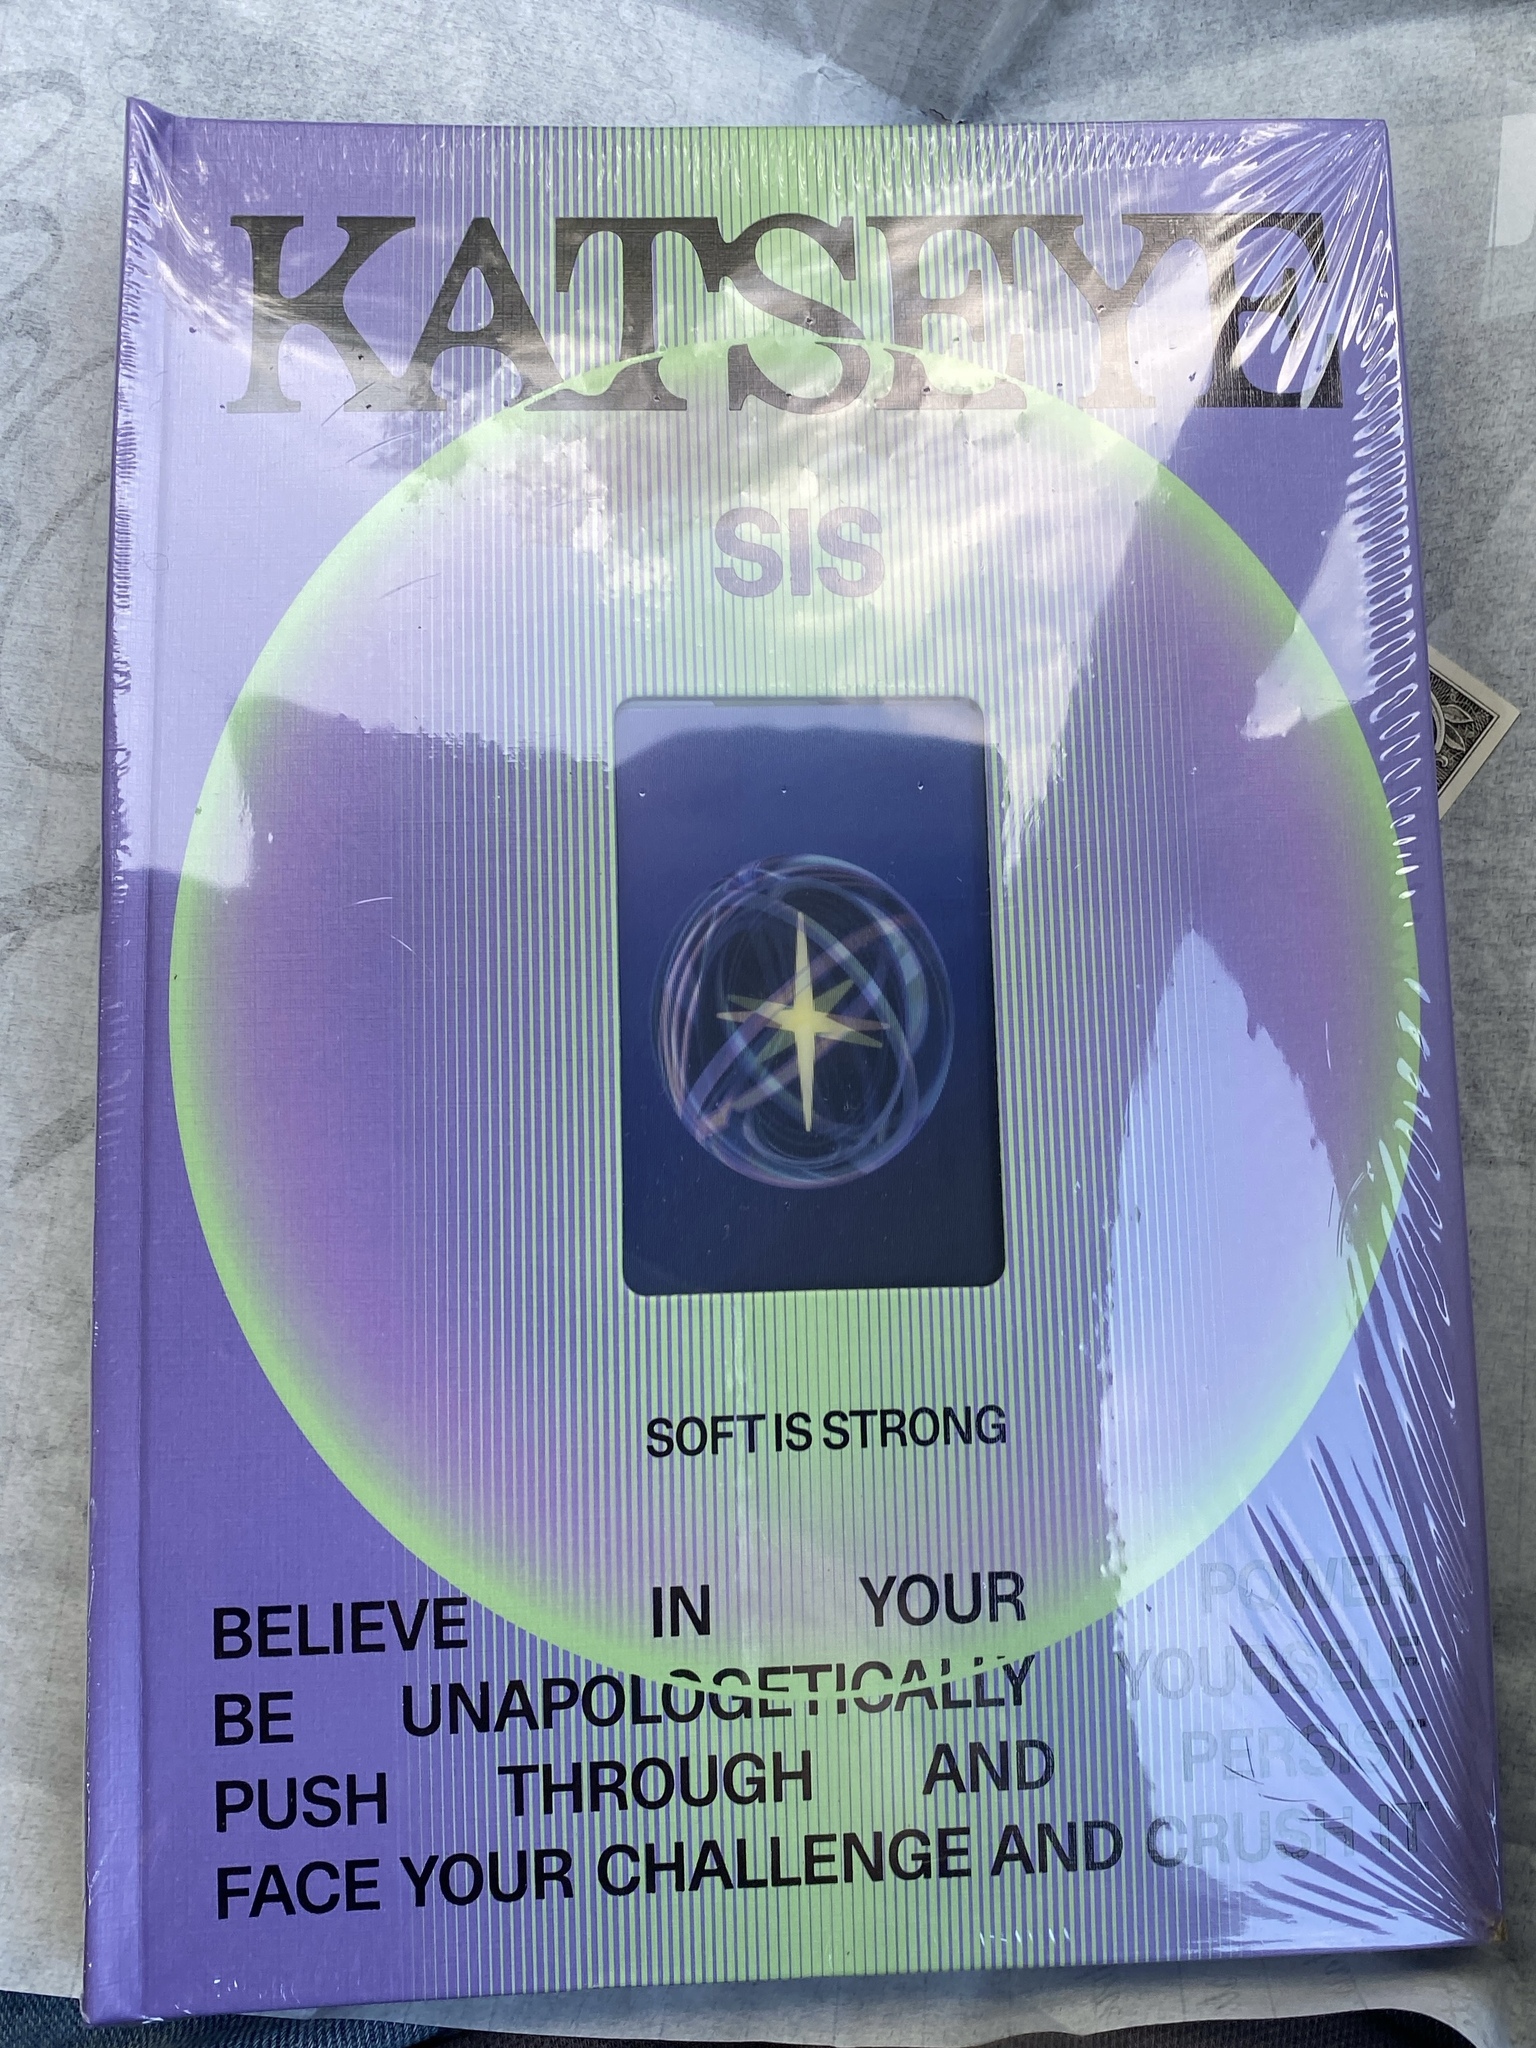 KATSEYE
SIS
SOFT IS STRONG
BELIEVE IN YOUR POWER
BE UNAPOLOGETICALLY YOURSELF
PUSH THROUGH AND PERSIST
FACE YOUR CHALLENGE AND CRUSH IT